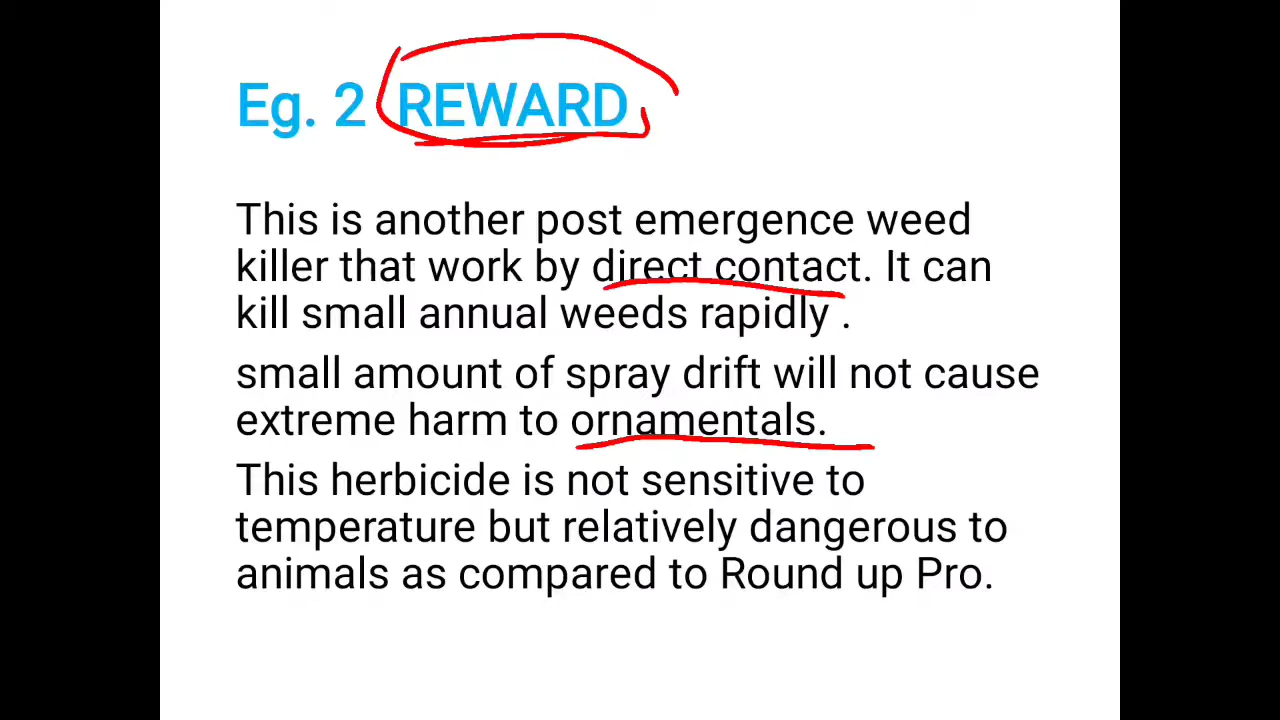 Eg. 2 REWARD
This is another post emergence weed
killer that work by direct contact. It can
kill small annual weeds rapidly .
small amount of spray drift will not cause
extreme harm to ornamentals.
This herbicide is not sensitive to
temperature but relatively dangerous to
animals as compared to Round up Pro.